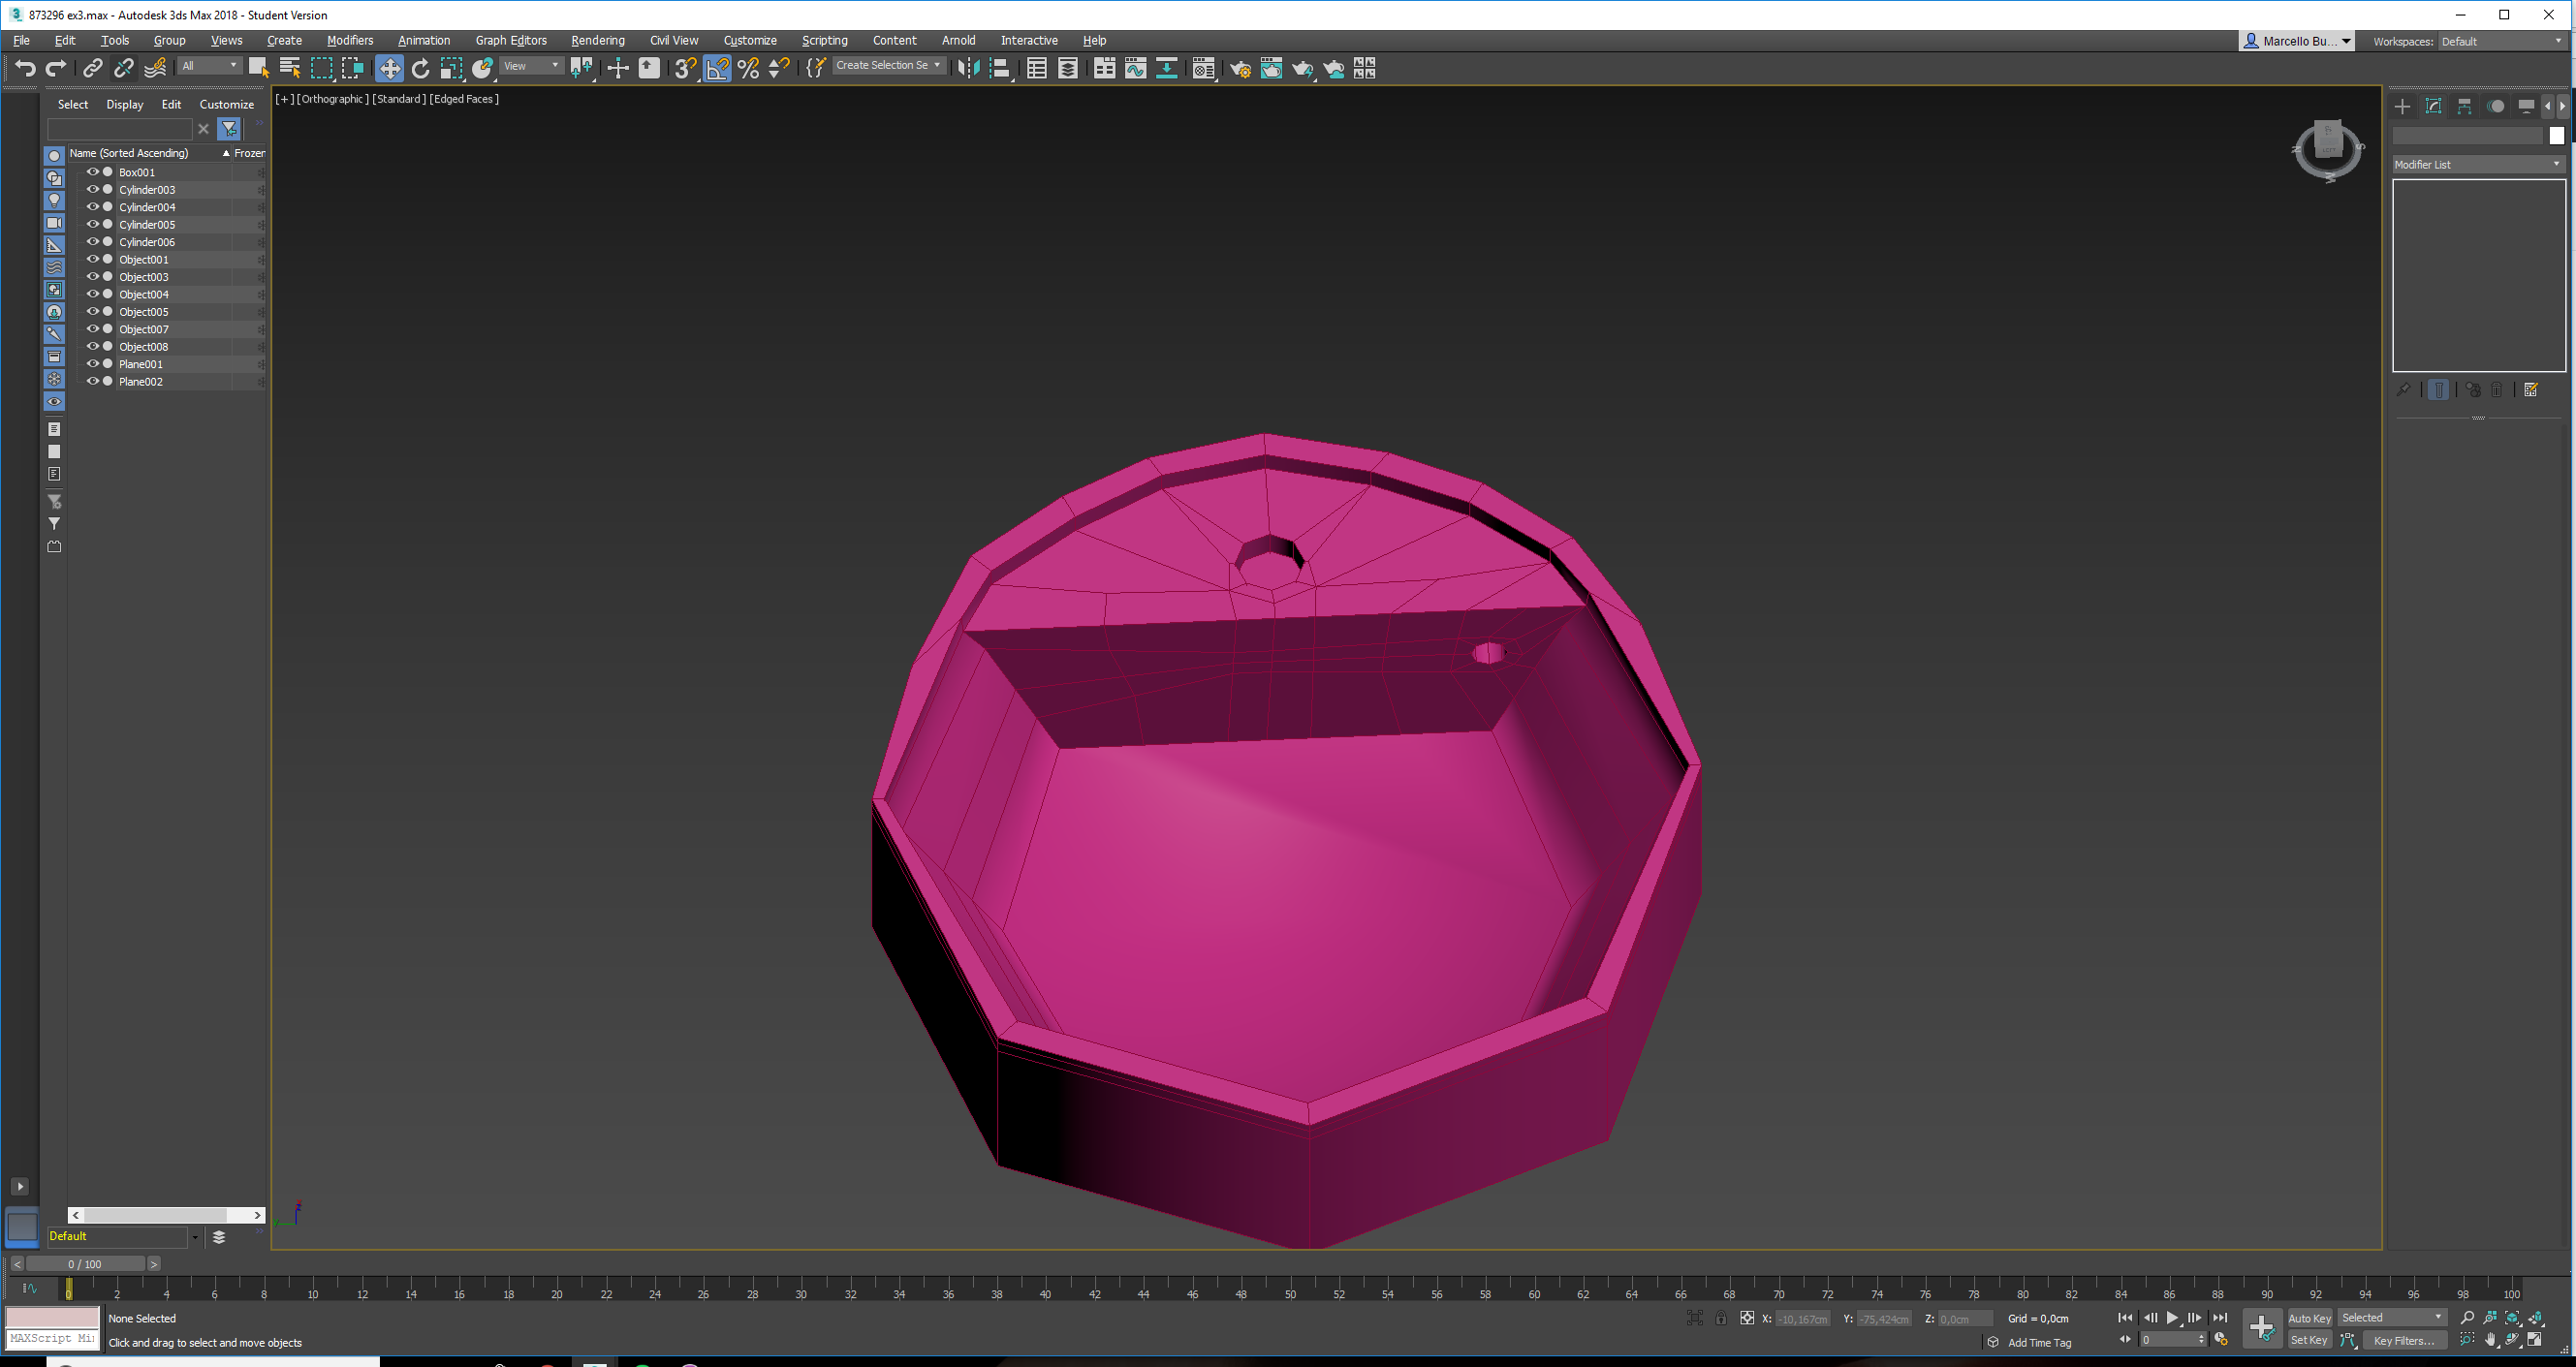 3 873296 ex3.max - Autodesk 3ds Max 2018 - Student Version
File Edit Tools Group Views Create Modifiers Animation Graph Editors Rendering Civil View Customize Scripting Content Arnold Interactive Help
Marcello Bu... Workspaces: Default
All View Create Selection Se
Select Display Edit Customize
[+] [Orthographic] [Standard] [Edged Faces]
Name (Sorted Ascending) Frozen
Box001
Cylinder003
Cylinder004
Cylinder005
Cylinder006
Object001
Object003
Object004
Object005
Object007
Object008
Plane001
Plane002
Modifier List
Default
0 / 100
0 2 4 6 8 10 12 14 16 18 20 22 24 26 28 30 32 34 36 38 40 42 44 46 48 50 52 54 56 58 60 62 64 66 68 70 72 74 76 78 80 82 84 86 88 90 92 94 96 98 100
None Selected
X: -10,167cm Y: -75,424cm Z: 0,0cm Grid = 0,0cm
Auto Key Selected
MAXScript Mi
Click and drag to select and move objects
Add Time Tag
0
Set Key Key Filters...